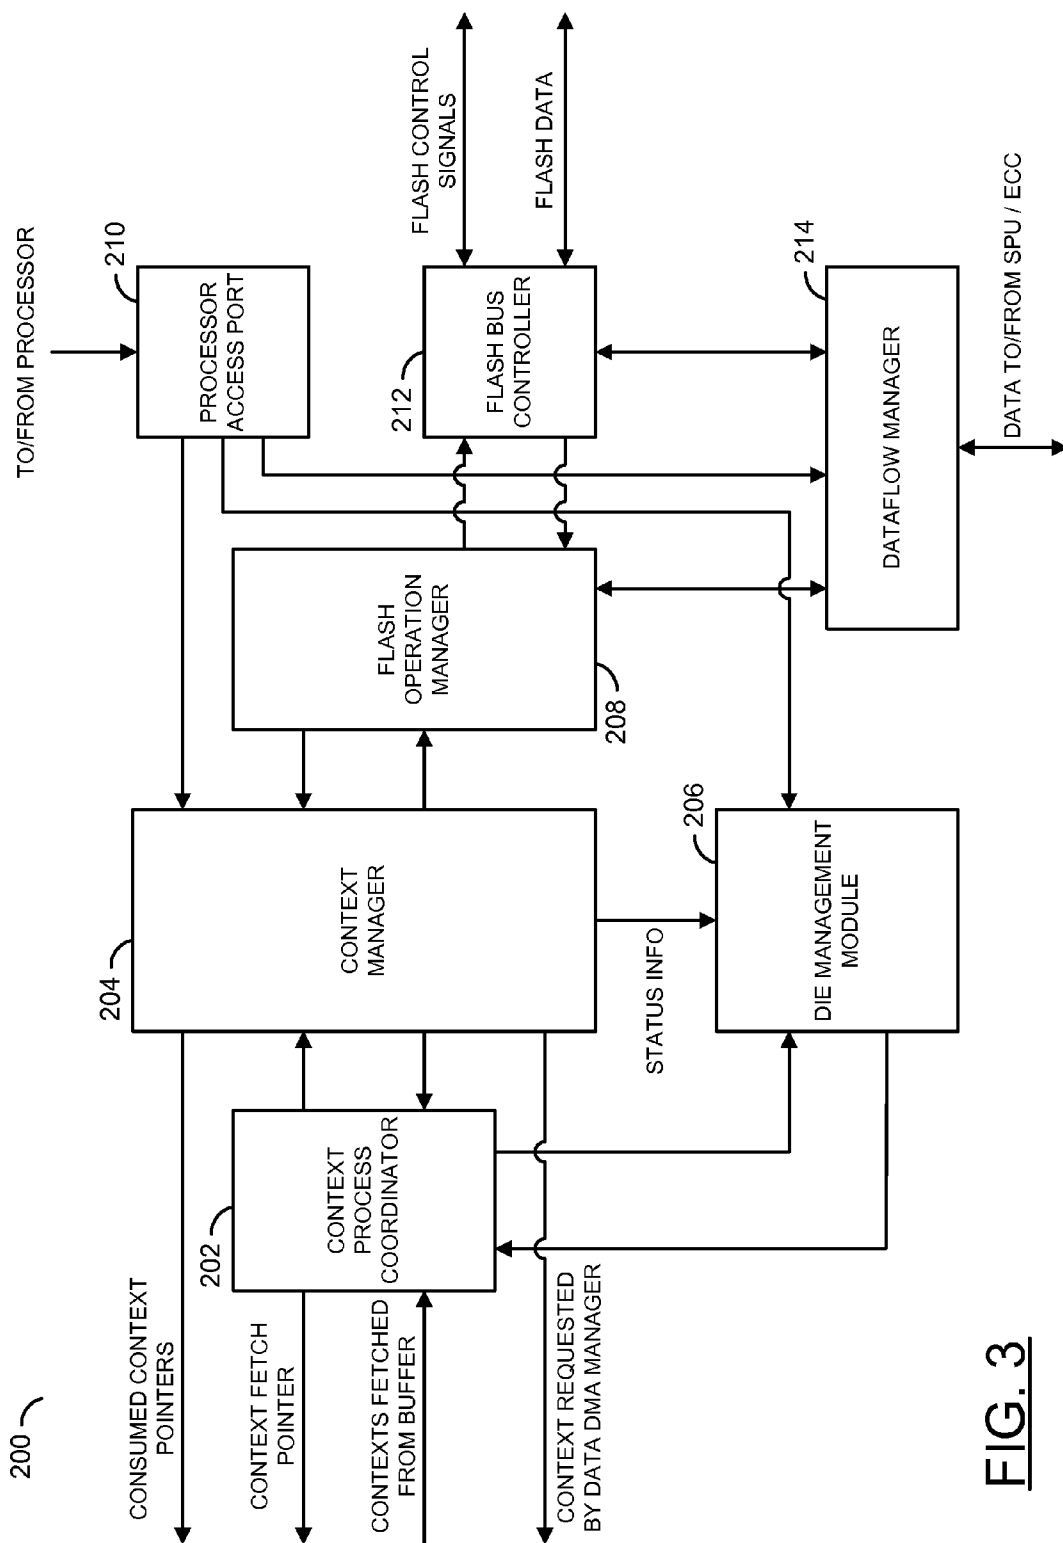 200
TO/FROM PROCESSOR
210
PROCESSOR
ACCESS PORT
CONSUMED CONTEXT
POINTERS
CONTEXT FETCH
POINTER
CONTEXTS FETCHED
FROM BUFFER
CONTEXT REQUESTED
BY DATA DMA MANAGER
202
CONTEXT
PROCESS
COORDINATOR
204
CONTEXT
MANAGER
FLASH
OPERATION
MANAGER
208
212
FLASH BUS
CONTROLLER
FLASH CONTROL
SIGNALS
FLASH DATA
STATUS INFO
206
DIE MANAGEMENT
MODULE
214
DATAFLOW MANAGER
DATA TO/FROM SPU / ECC
FIG. 3